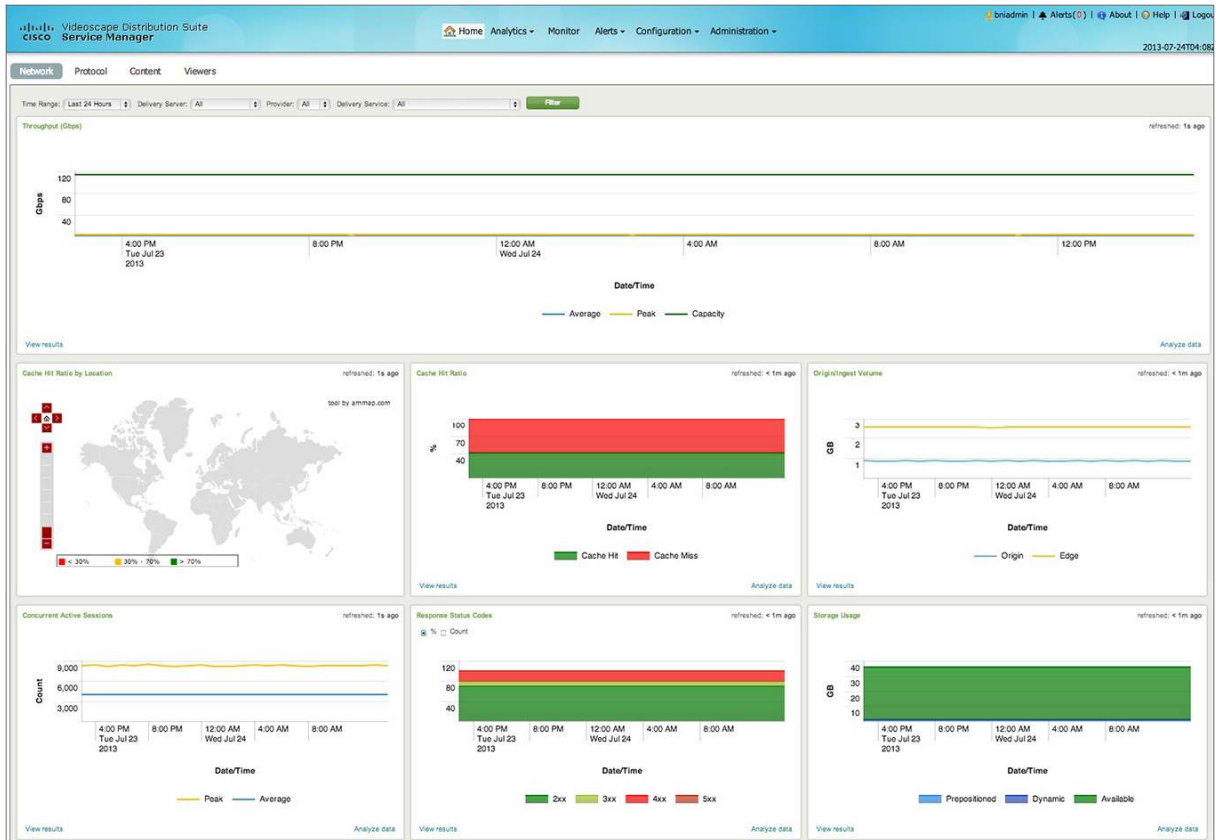 bniadmin | Alerts(0) | About | Help | Logou
CISCO Videoscape Distribution Suite
Service Manager
Home Analytics Monitor Alerts Configuration Administration
2013-07-24T04:08Z
Network Protocol Content Viewers
Time Range: Last 24 Hours Delivery Server: All Provider: All Delivery Service: All Filter
Throughput (Gbps) refreshed: 1s ago
120
80
40
Gbps
4:00 PM 8:00 PM 12:00 AM 4:00 AM 8:00 AM 12:00 PM
Tue Jul 23 Wed Jul 24
2013
Date/Time
Average Peak Capacity
View results Analyze data
Cache Hit Ratio by Location refreshed: 1s ago
tool by ammap.com
< 30% 30% - 70% > 70%
Cache Hit Ratio refreshed: < 1m ago
100
70
40
%
4:00 PM 8:00 PM 12:00 AM 4:00 AM 8:00 AM
Tue Jul 23 Wed Jul 24
2013
Date/Time
Cache Hit Cache Miss
View results Analyze data
Origin/Ingest Volume refreshed: < 1m ago
3
2
1
GB
4:00 PM 8:00 PM 12:00 AM 4:00 AM 8:00 AM
Tue Jul 23 Wed Jul 24
2013
Date/Time
Origin Edge
View results
Concurrent Active Sessions refreshed: 1s ago
9,000
6,000
3,000
Count
4:00 PM 8:00 PM 12:00 AM 4:00 AM 8:00 AM
Tue Jul 23 Wed Jul 24
2013
Date/Time
Peak Average
View results Analyze data
Response Status Codes refreshed: < 1m ago
% Count
120
80
40
4:00 PM 8:00 PM 12:00 AM 4:00 AM 8:00 AM
Tue Jul 23 Wed Jul 24
2013
Date/Time
2xx 3xx 4xx 5xx
View results Analyze data
Storage Usage refreshed: < 1m ago
40
30
20
10
GB
4:00 PM 8:00 PM 12:00 AM 4:00 AM 8:00 AM
Tue Jul 23 Wed Jul 24
2013
Date/Time
Prepositioned Dynamic Available
View results Analyze data